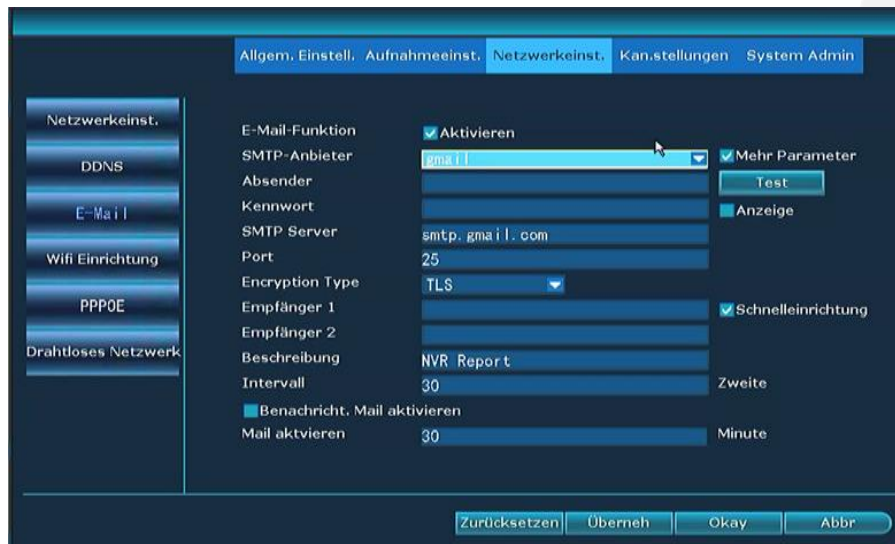 Allgem. Einstell. Aufnahmeeinst. Netzwerkeinst. Kan.stellungen System Admin
Netzwerkeinst.
DDNS
E-Mail
Wifi Einrichtung
PPPOE
Drahtloses Netzwerk
E-Mail-Funktion Aktivieren
SMTP-Anbieter gmail Mehr Parameter
Absender Test
Kennwort Anzeige
SMTP Server smtp.gmail.com
Port 25
Encryption Type TLS
Empfänger 1 Schnelleinrichtung
Empfänger 2
Beschreibung NVR Report
Intervall 30 Zweite
Benachricht. Mail aktivieren
Mail aktvieren 30 Minute
Zurücksetzen Überneh Okay Abbr